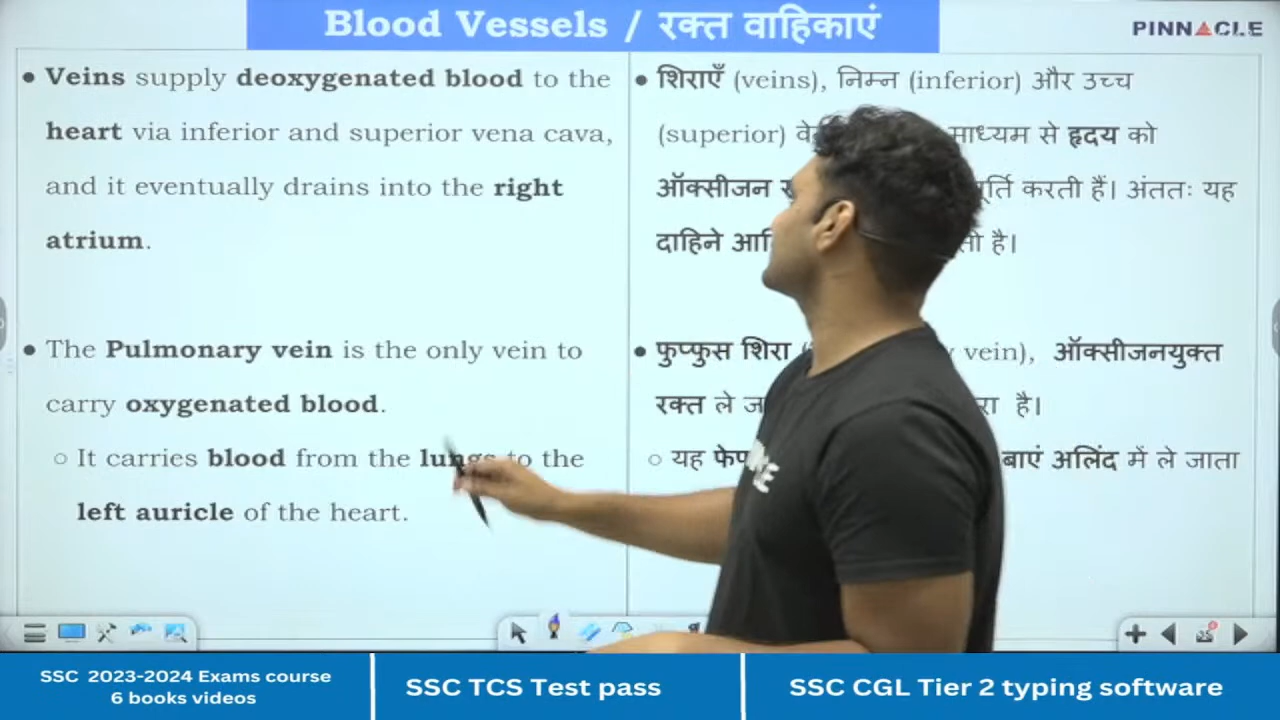 Blood Vessels / रक्त वाहिकाएं
PINNACLE
● Veins supply deoxygenated blood to the
heart via inferior and superior vena cava,
and it eventually drains into the right
atrium.
● The Pulmonary vein is the only vein to
carry oxygenated blood.
○ It carries blood from the lungs to the
left auricle of the heart.
● शिराएँ (veins), निम्न (inferior) और उच्च
(superior) माध्यम से हृदय को
ऑक्सीजन करती हैं। अंततः यह
दाहिने है।
● फुप्फुस शिरा vein), ऑक्सीजनयुक्त
रक्त ले है।
○ यह बाएं अलिंद में ले जाता
SSC 2023-2024 Exams course
6 books videos
SSC TCS Test pass
SSC CGL Tier 2 typing software